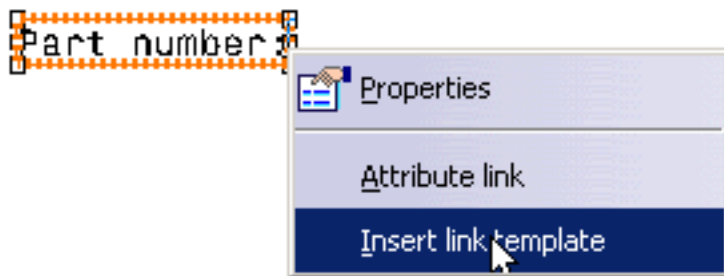 Part number:
Properties
Attribute link
Insert link template